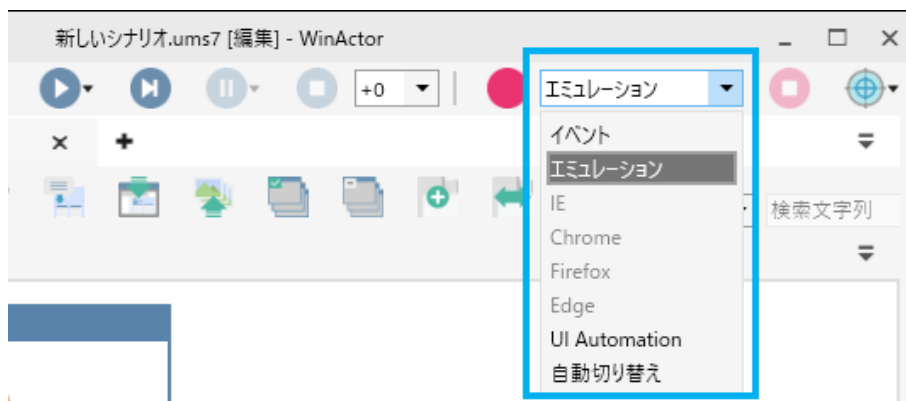 新しいシナリオ.ums7 [編集] - WinActor
+0
エミュレーション
イベント
エミュレーション
IE
検索文字列
Chrome
Firefox
Edge
UI Automation
自動切り替え